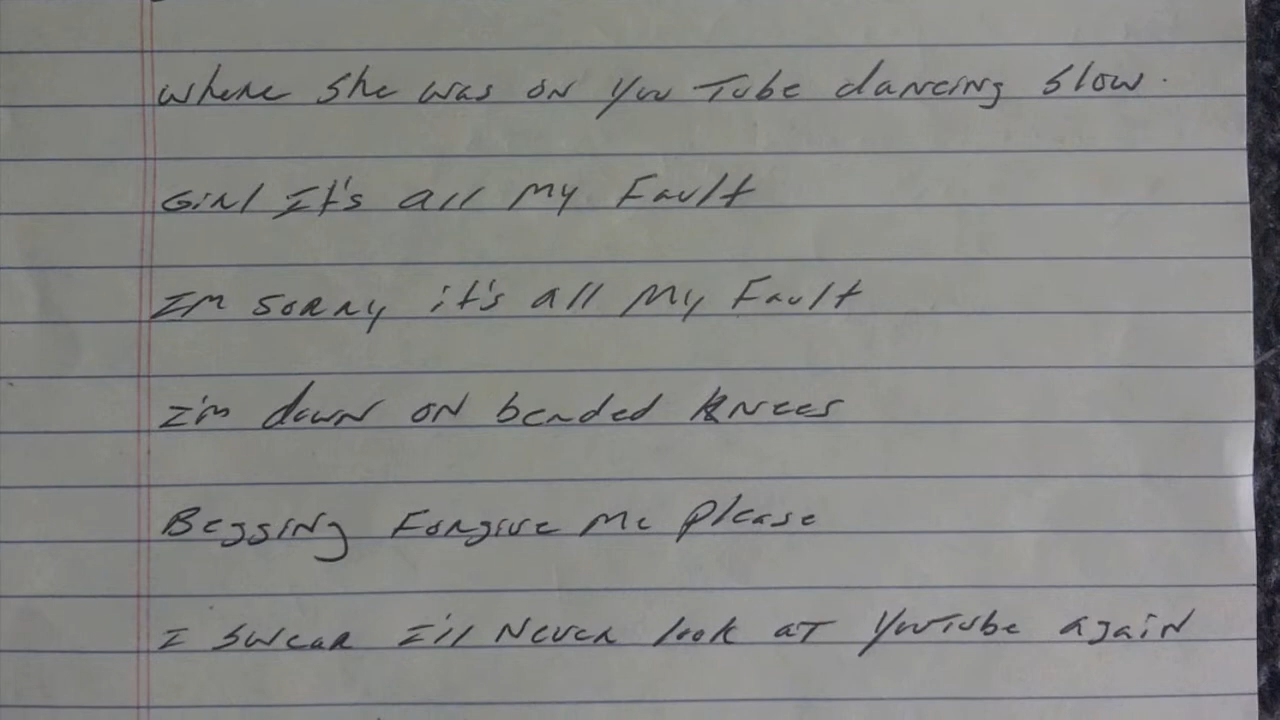 where she was on YouTube dancing slow.
Girl It's all my Fault
Im sorry it's all my Fault
I'm down on bended knees
Begging Forgive me please
I swear I'll Never look at YouTube again